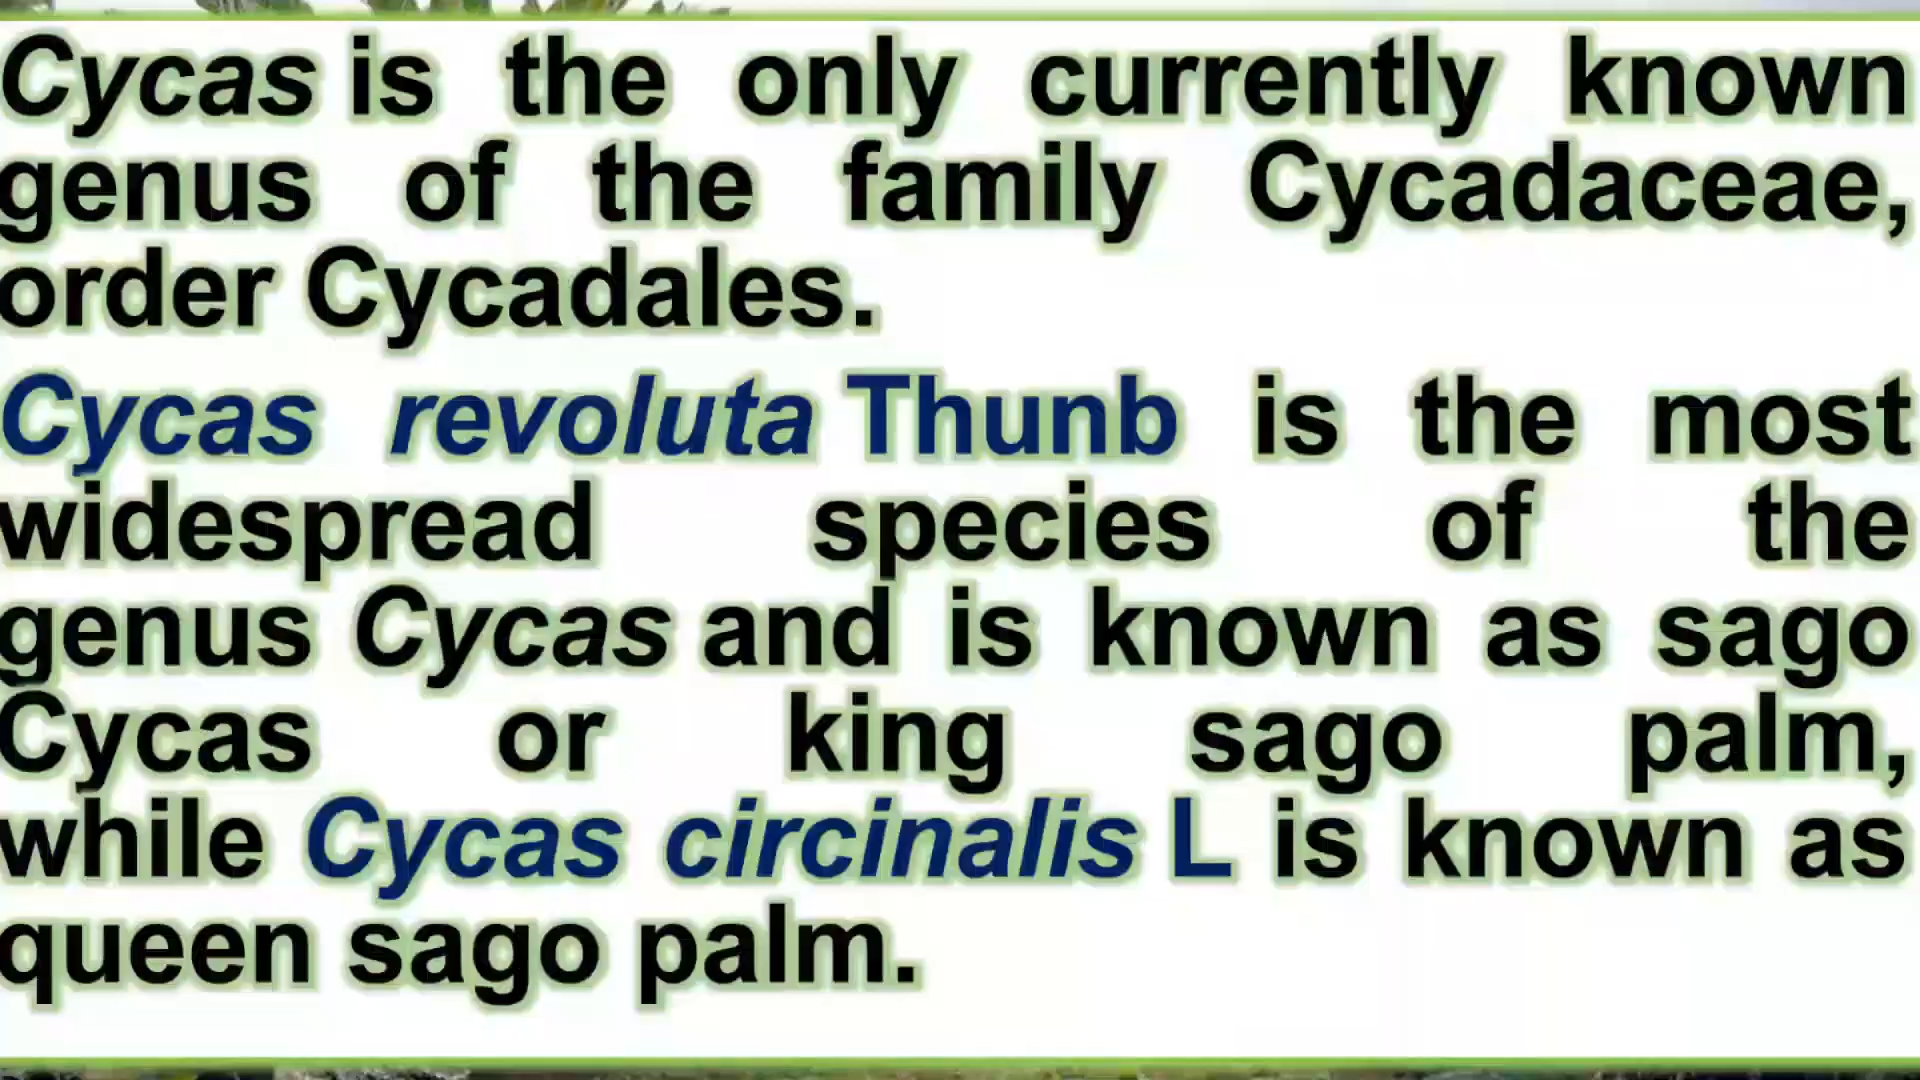 Cycas is the only currently known
genus of the family Cycadaceae,
order Cycadales.
Cycas revoluta Thunb is the most
widespread species of the
genus Cycas and is known as sago
Cycas or king sago palm,
while Cycas circinalis L is known as
queen sago palm.